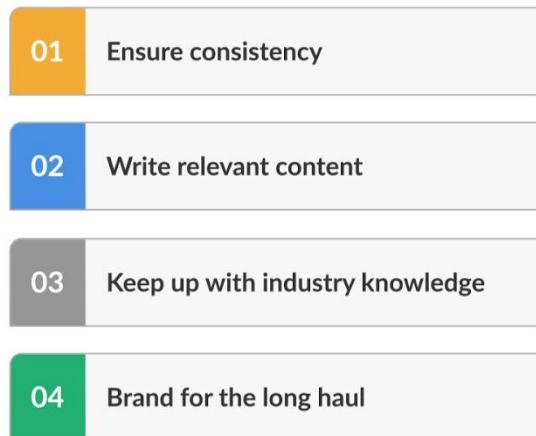 01 Ensure consistency
02 Write relevant content
03 Keep up with industry knowledge
04 Brand for the long haul